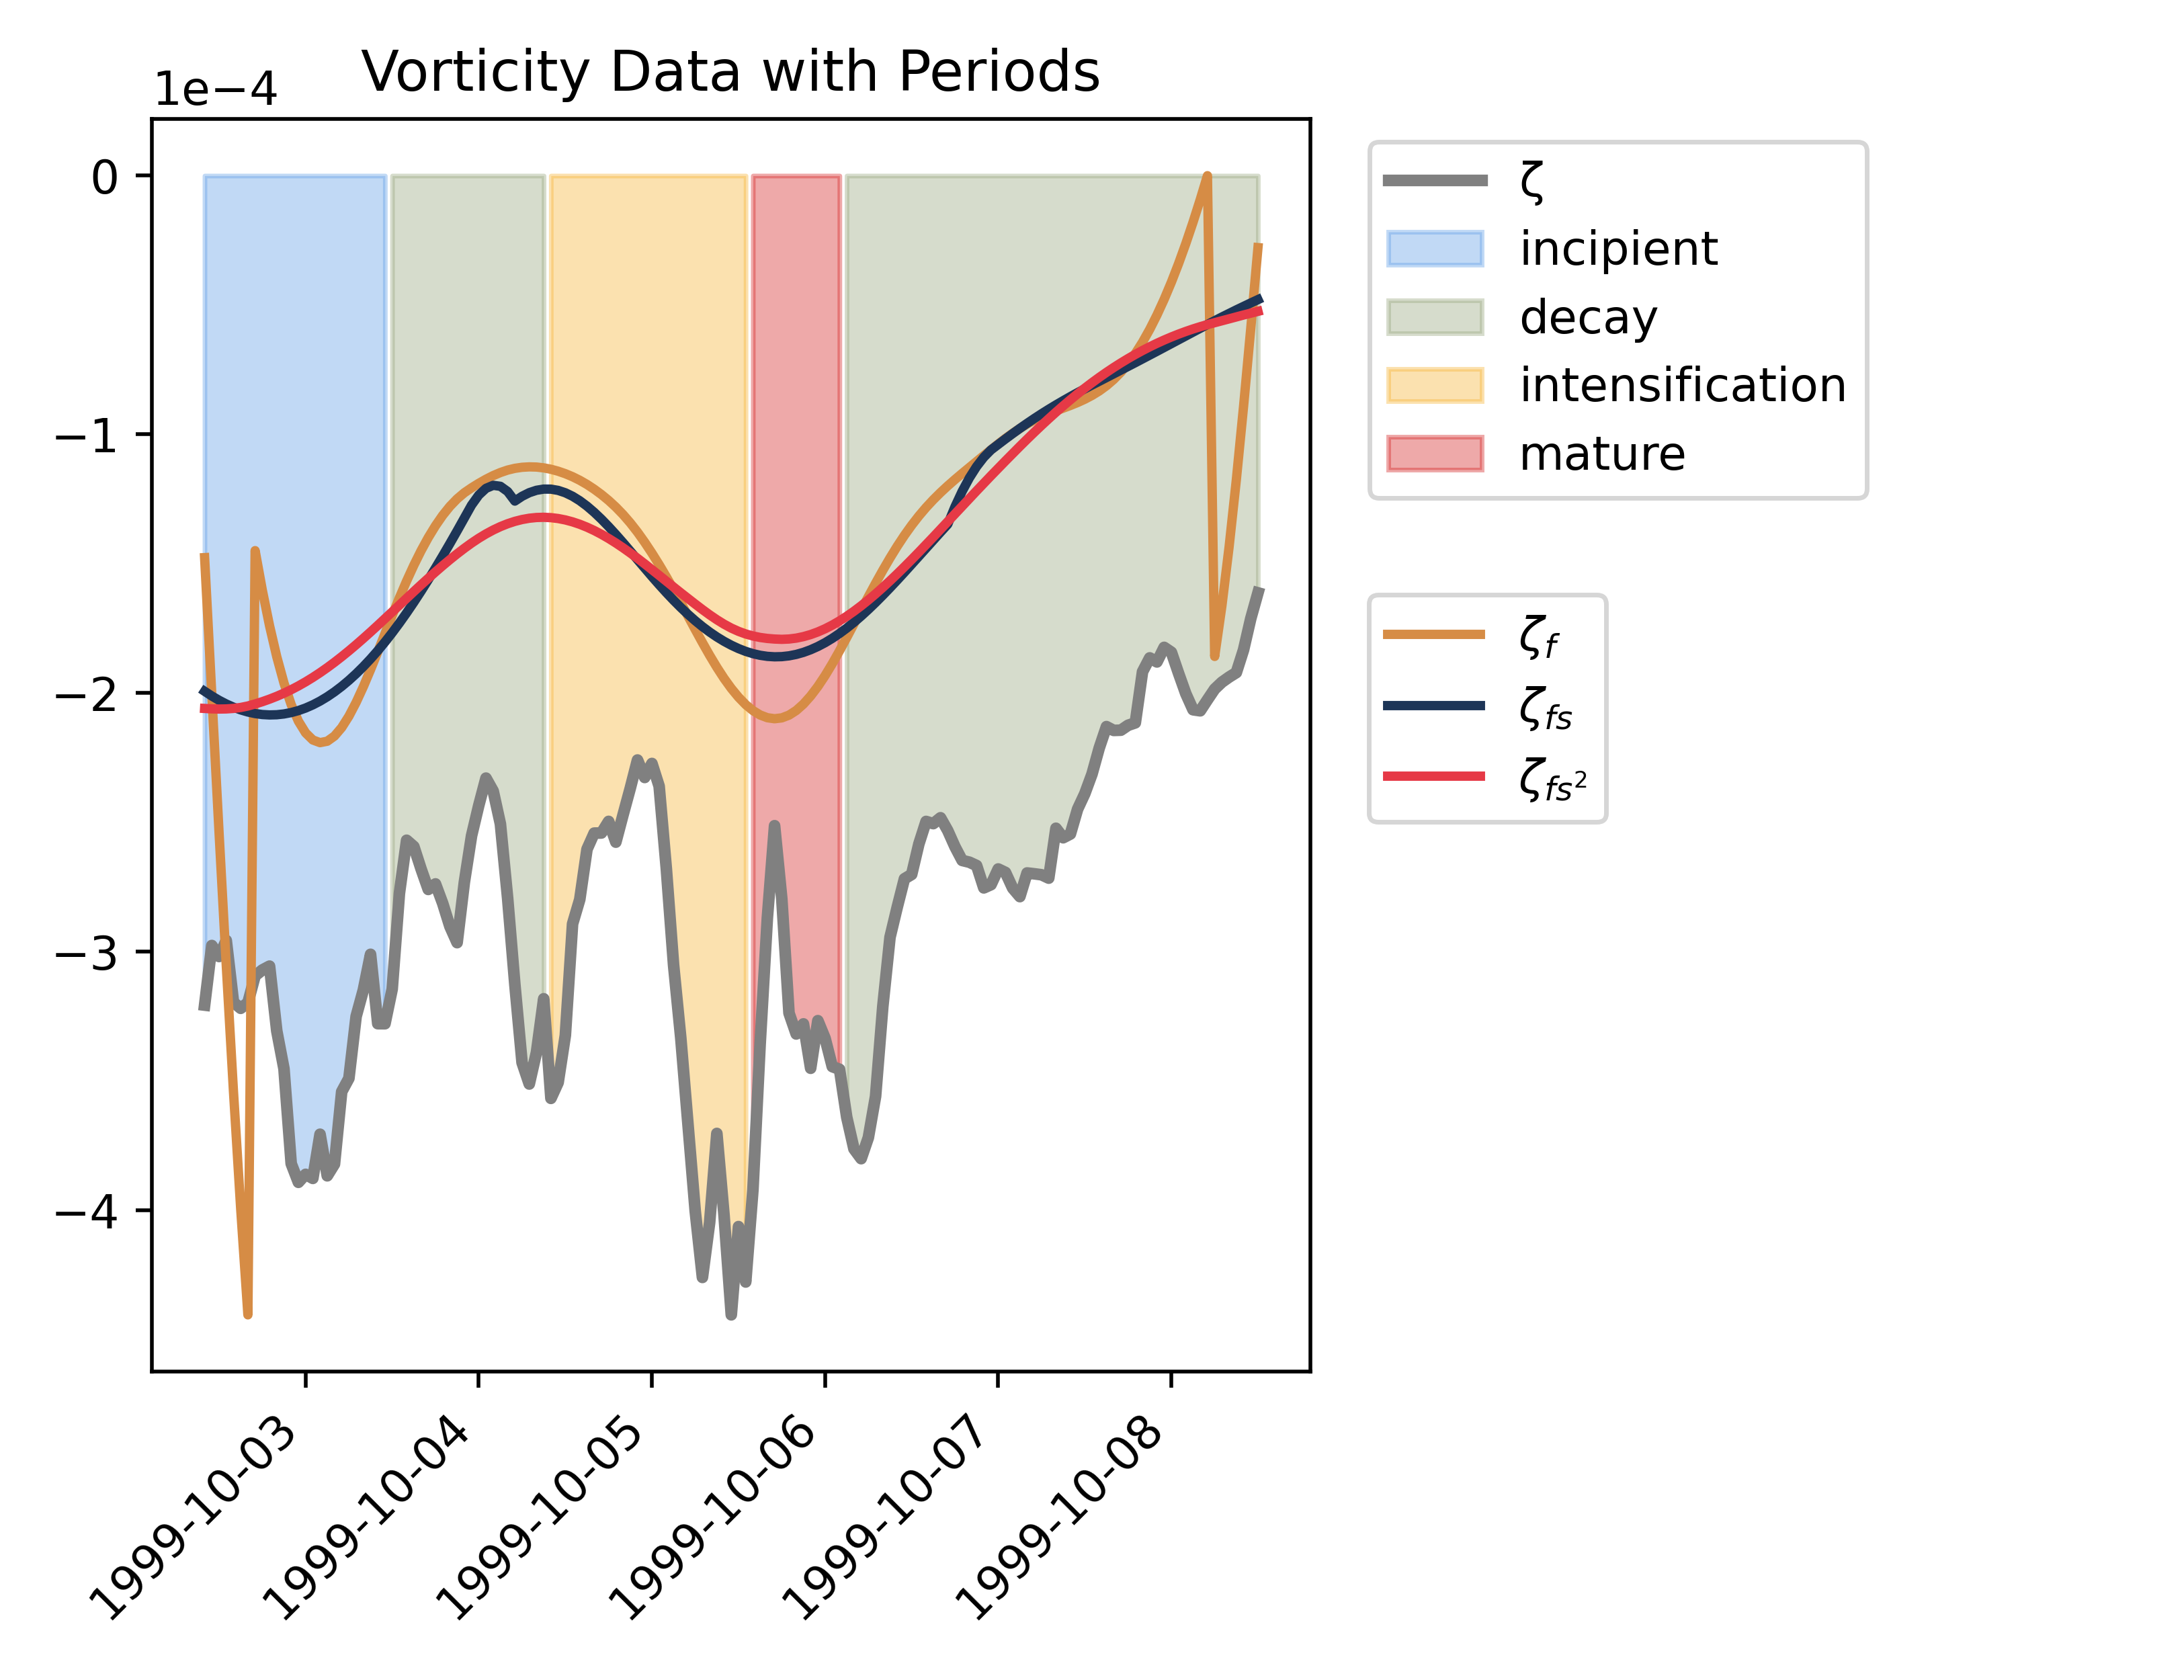 Vorticity Data with Periods
1e−4
0
−1
−2
−3
−4
1999-10-03
1999-10-04
1999-10-05
1999-10-06
1999-10-07
1999-10-08
ζ
incipient
decay
intensification
mature
ζ_f
ζ_fs
ζ_fs²